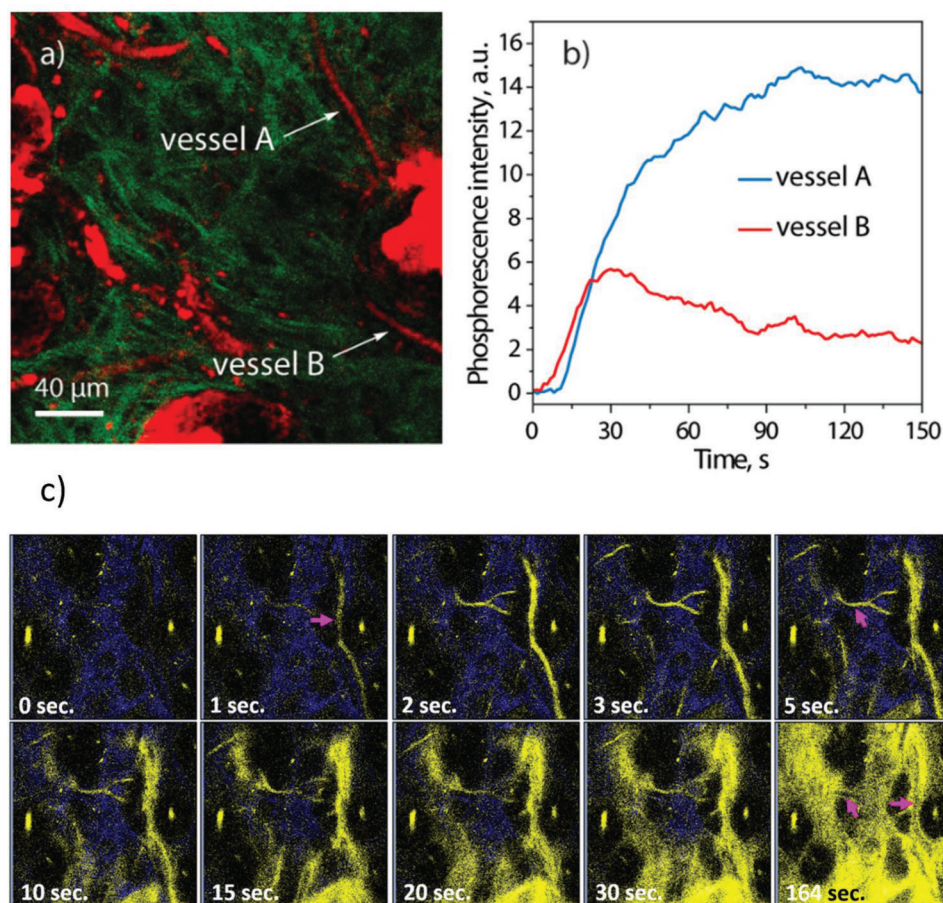 a)
vessel A
vessel B
40 µm
b)
Phosphorescence intensity, a.u.
16
14
12
10
8
6
4
2
0
vessel A
vessel B
0
30
60
90
120
150
Time, s
c)
0 sec.
1 sec.
2 sec.
3 sec.
5 sec.
10 sec.
15 sec.
20 sec.
30 sec.
164 sec.